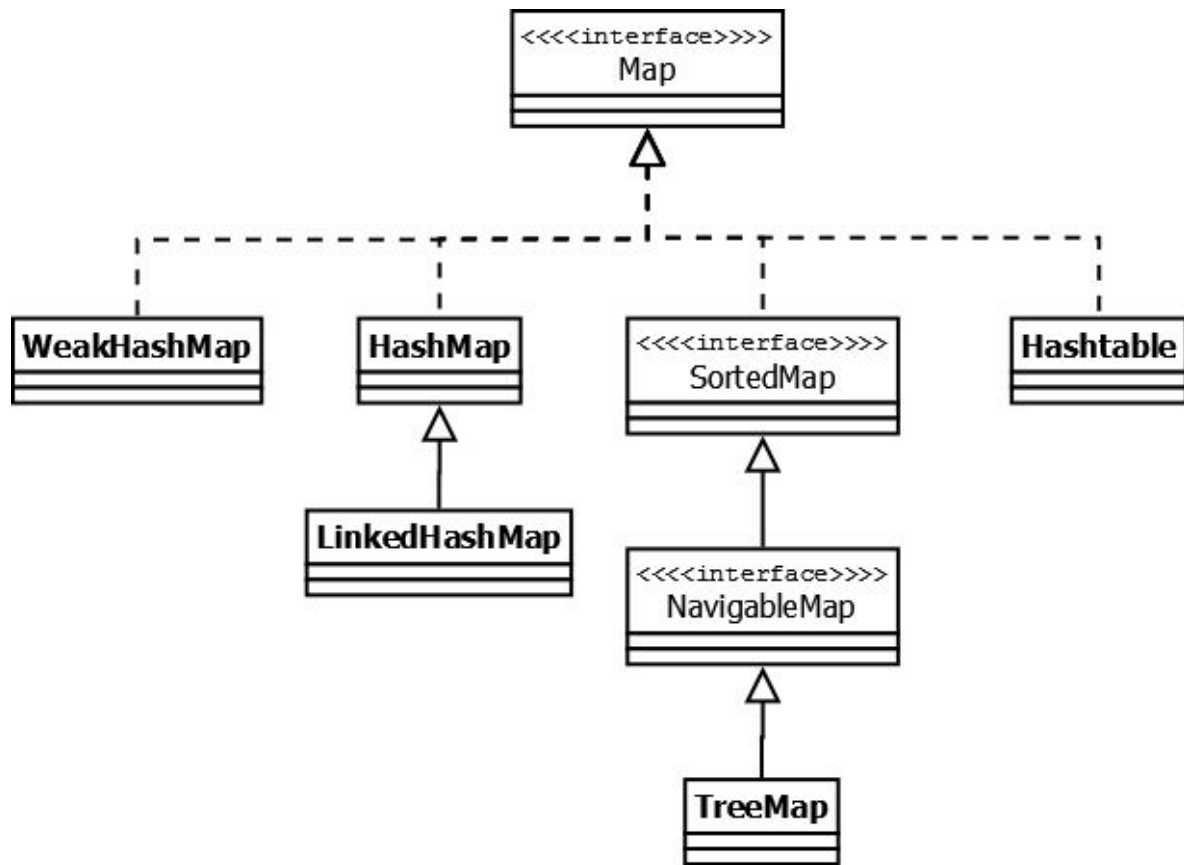 <<<<interface>>>>
Map
WeakHashMap
HashMap
<<<<interface>>>>
SortedMap
Hashtable
LinkedHashMap
<<<<interface>>>>
NavigableMap
TreeMap